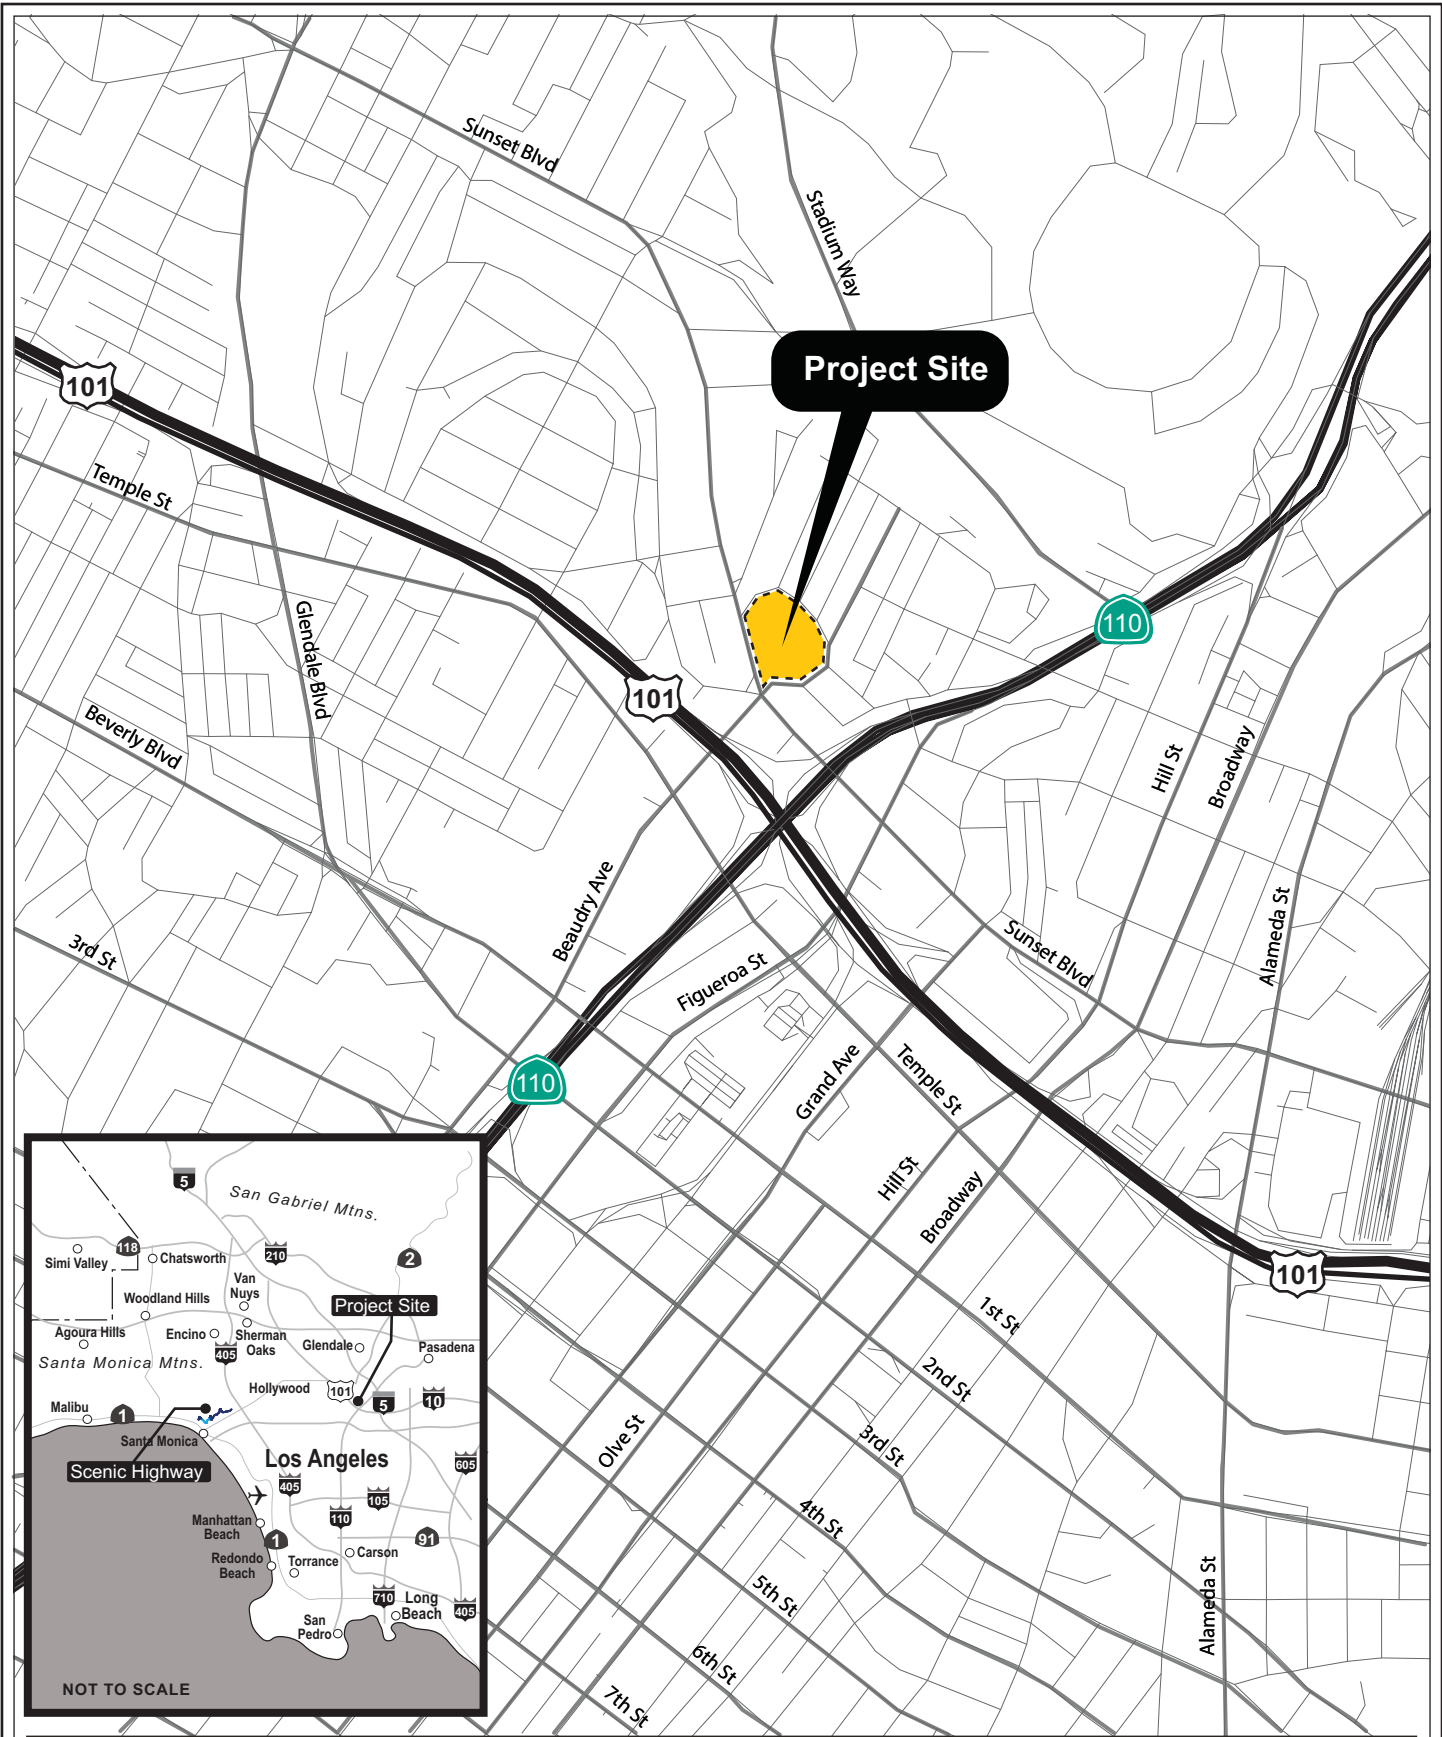 Sunset Blvd
Stadium Way
Project Site
101
Temple St
110
Glendale Blvd
101
Beverly Blvd
Hill St
Broadway
Beaudry Ave
Alameda St
3rd St
Figueroa St
Sunset Blvd
110
Grand Ave
Temple St
Hill St
Broadway
101
1st St
2nd St
3rd St
Olve St
4th St
5th St
Alameda St
6th St
7th St
5
San Gabriel Mtns.
118
210
2
Simi Valley
Chatsworth
Van
Nuys
Woodland Hills
Project Site
Agoura Hills
Encino
Sherman
Oaks
Glendale
Pasadena
405
Santa Monica Mtns.
Hollywood
101
5
10
Malibu
1
Santa Monica
Los Angeles
Scenic Highway
605
405
105
110
Manhattan
Beach
1
91
Redondo
Beach
Torrance
Carson
710
Long
Beach
405
San
Pedro
NOT TO SCALE